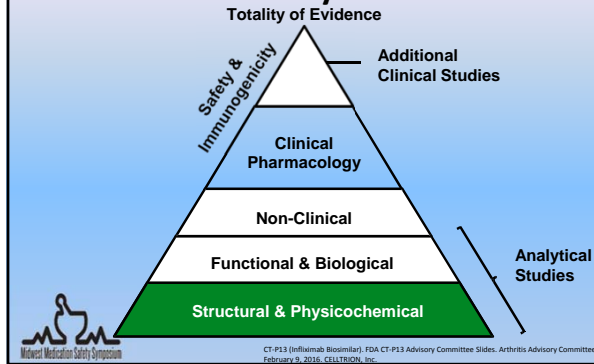 Totality of Evidence
Safety &
Immunogenicity
Additional
Clinical Studies
Clinical
Pharmacology
Non-Clinical
Functional & Biological
Analytical
Studies
Structural & Physicochemical
Midwest Medication Safety Symposium
CT-P13 (Infliximab Biosimilar). FDA CT-P13 Advisory Committee Slides. Arthritis Advisory Committee
February 9, 2016. CELLTRION, Inc.